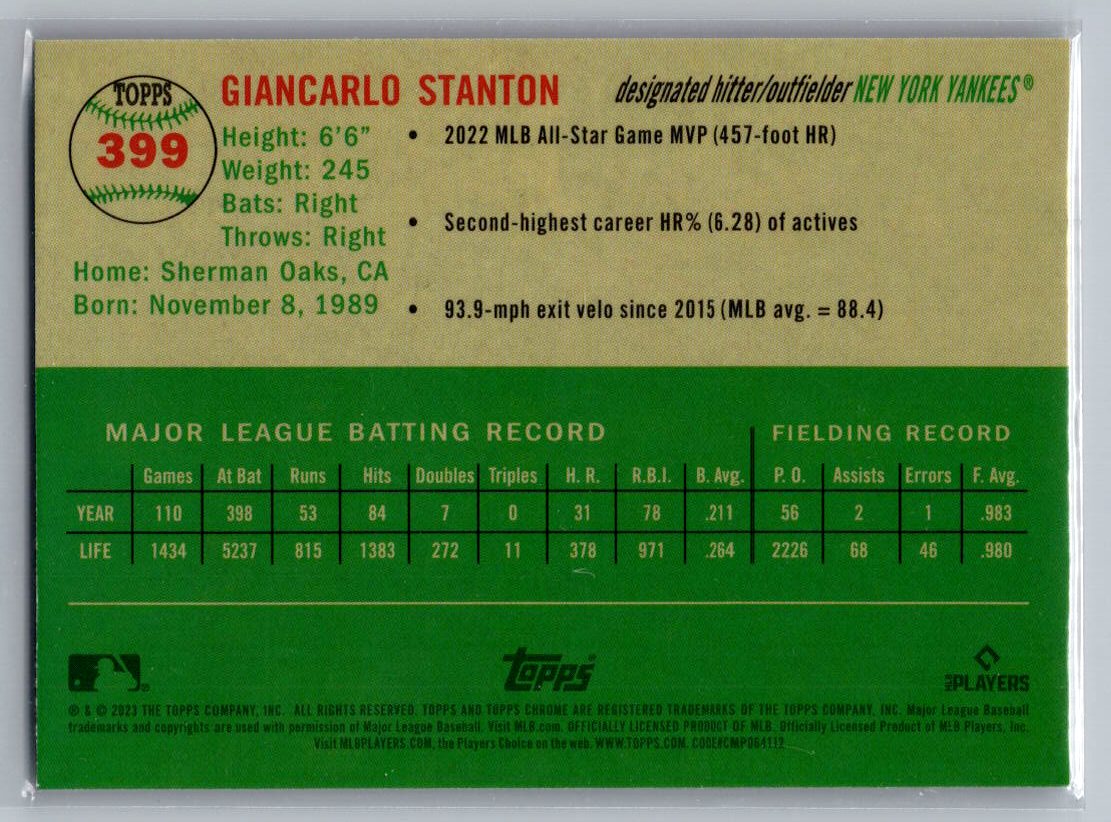 TOPPS
399
GIANCARLO STANTON
designated hitter/outfielder NEW YORK YANKEES®
Height: 6'6"
Weight: 245
Bats: Right
Throws: Right
Home: Sherman Oaks, CA
Born: November 8, 1989
• 2022 MLB All-Star Game MVP (457-foot HR)
• Second-highest career HR% (6.28) of actives
• 93.9-mph exit velo since 2015 (MLB avg. = 88.4)
MAJOR LEAGUE BATTING RECORD FIELDING RECORD
Games At Bat Runs Hits Doubles Triples H. R. R.B.I. B. Avg. P. O. Assists Errors F. Avg.
YEAR 110 398 53 84 7 0 31 78 .211 56 2 1 .983
LIFE 1434 5237 815 1383 272 11 378 971 .264 2226 68 46 .980
Topps
MLB PLAYERS
® & © 2023 THE TOPPS COMPANY, INC. ALL RIGHTS RESERVED. TOPPS AND TOPPS CHROME ARE REGISTERED TRADEMARKS OF THE TOPPS COMPANY, INC. Major League Baseball
trademarks and copyrights are used with permission of Major League Baseball. Visit MLB.com. OFFICIALLY LICENSED PRODUCT OF MLB. Officially Licensed Product of MLB Players, Inc.
Visit MLBPLAYERS.COM, the Players Choice on the web. WWW.TOPPS.COM CODE#CMP064112